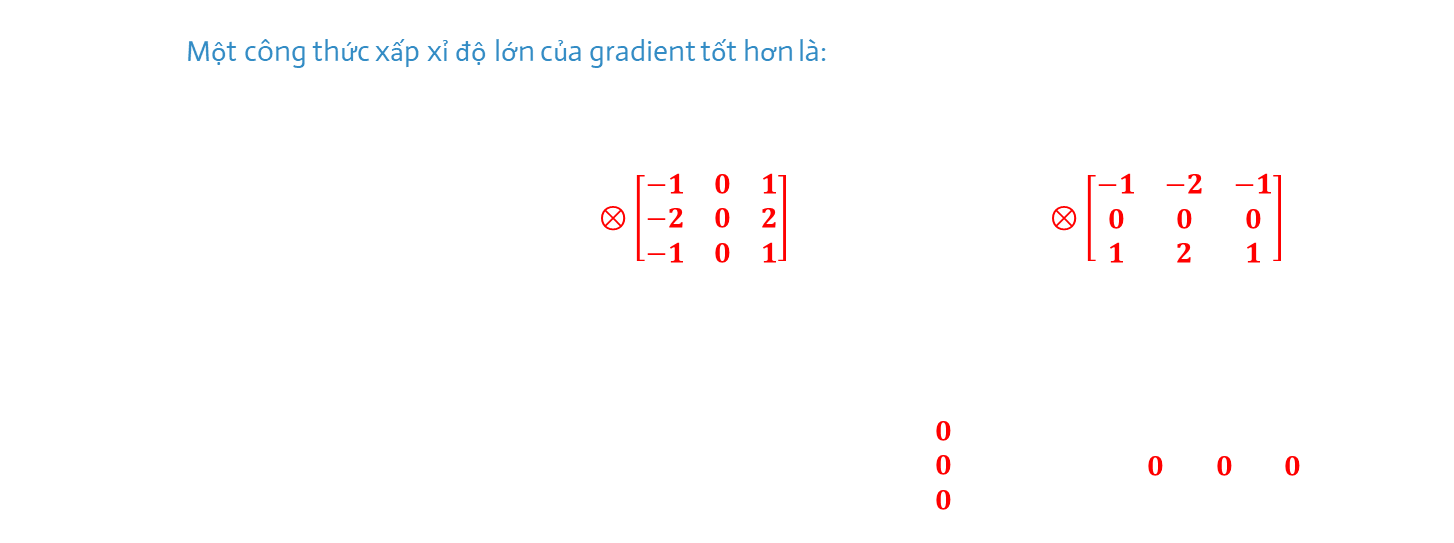 Một công thức xấp xỉ độ lớn của gradient tốt hơn là:
−1 0 1 −1 −2 −1
⊗ −2 0 2 ⊗ 0 0 0
−1 0 1 1 2 1
0
0 0 0 0
0